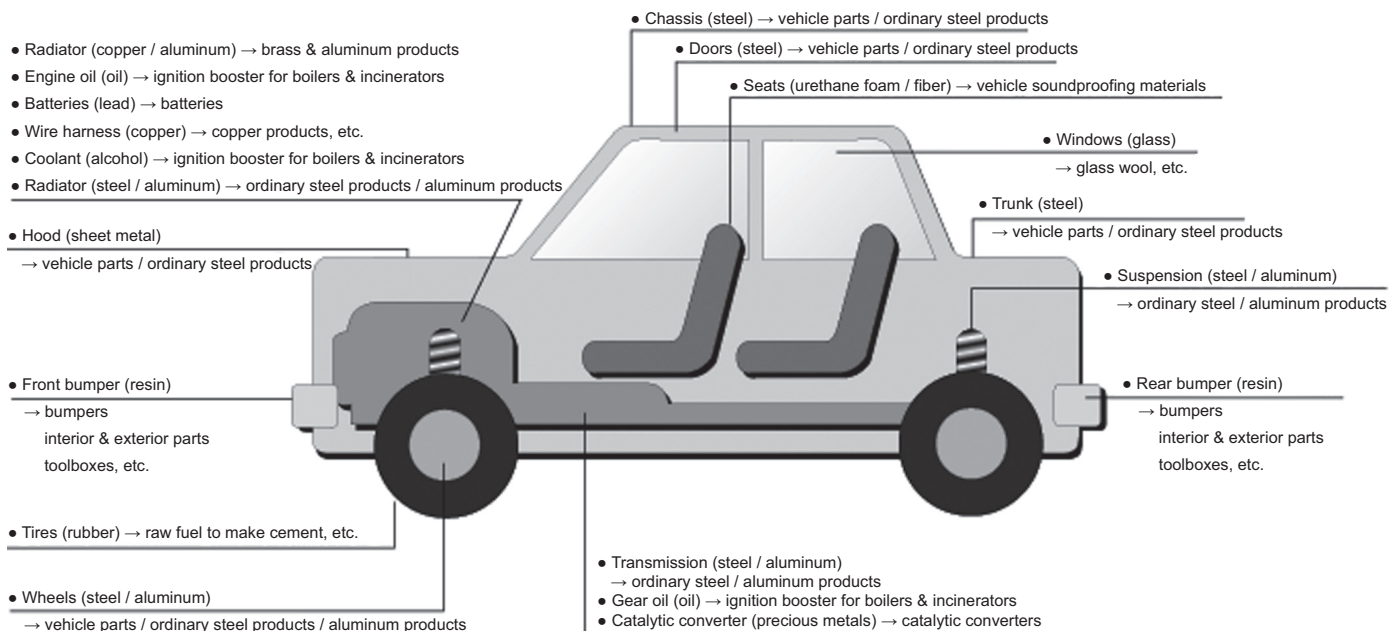 ● Chassis (steel) → vehicle parts / ordinary steel products
● Doors (steel) → vehicle parts / ordinary steel products
● Seats (urethane foam / fiber) → vehicle soundproofing materials
● Radiator (copper / aluminum) → brass & aluminum products
● Engine oil (oil) → ignition booster for boilers & incinerators
● Batteries (lead) → batteries
● Wire harness (copper) → copper products, etc.
● Coolant (alcohol) → ignition booster for boilers & incinerators
● Radiator (steel / aluminum) → ordinary steel products / aluminum products
● Windows (glass)
→ glass wool, etc.
● Trunk (steel)
→ vehicle parts / ordinary steel products
● Hood (sheet metal)
→ vehicle parts / ordinary steel products
● Suspension (steel / aluminum)
→ ordinary steel / aluminum products
● Front bumper (resin)
→ bumpers
interior & exterior parts
toolboxes, etc.
● Rear bumper (resin)
→ bumpers
interior & exterior parts
toolboxes, etc.
● Tires (rubber) → raw fuel to make cement, etc.
● Wheels (steel / aluminum)
→ vehicle parts / ordinary steel products / aluminum products
● Transmission (steel / aluminum)
→ ordinary steel / aluminum products
● Gear oil (oil) → ignition booster for boilers & incinerators
● Catalytic converter (precious metals) → catalytic converters